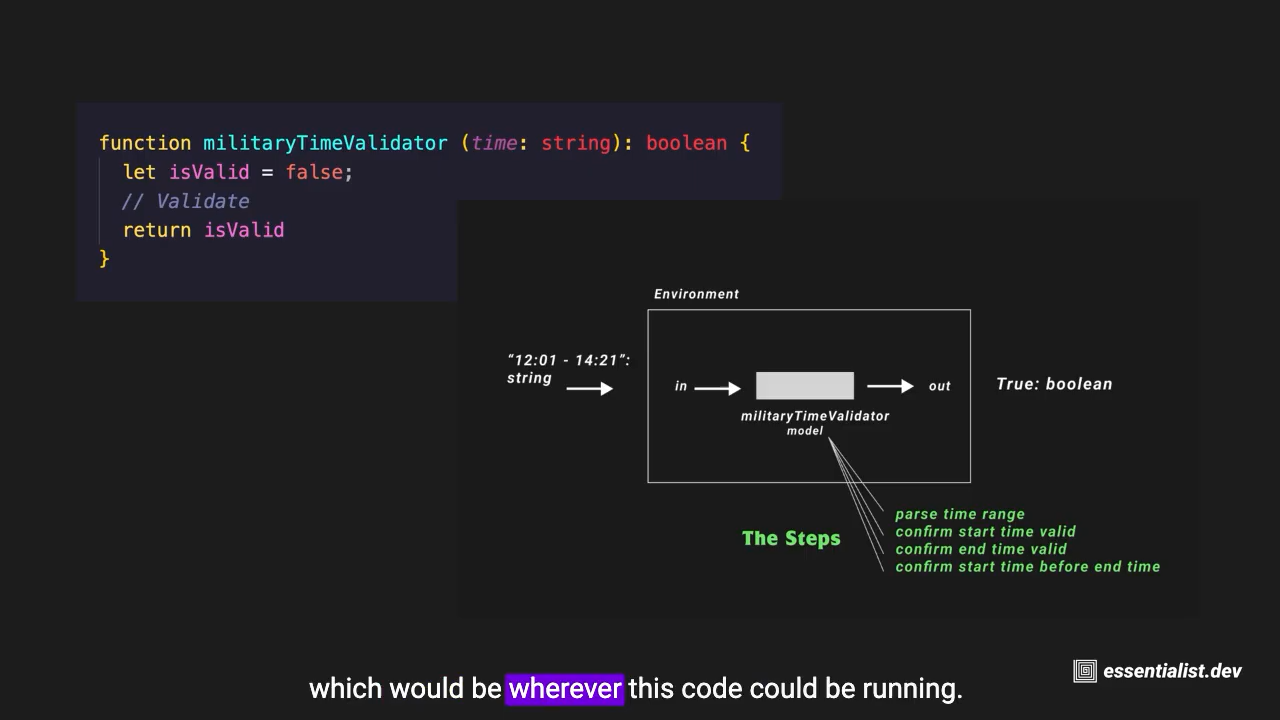 function militaryTimeValidator (time: string): boolean {
let isValid = false;
// Validate
return isValid
}
Environment
“12:01 - 14:21”:
string
in
out
True: boolean
militaryTimeValidator
model
The Steps
parse time range
confirm start time valid
confirm end time valid
confirm start time before end time
essentialist.dev
which would be wherever this code could be running.